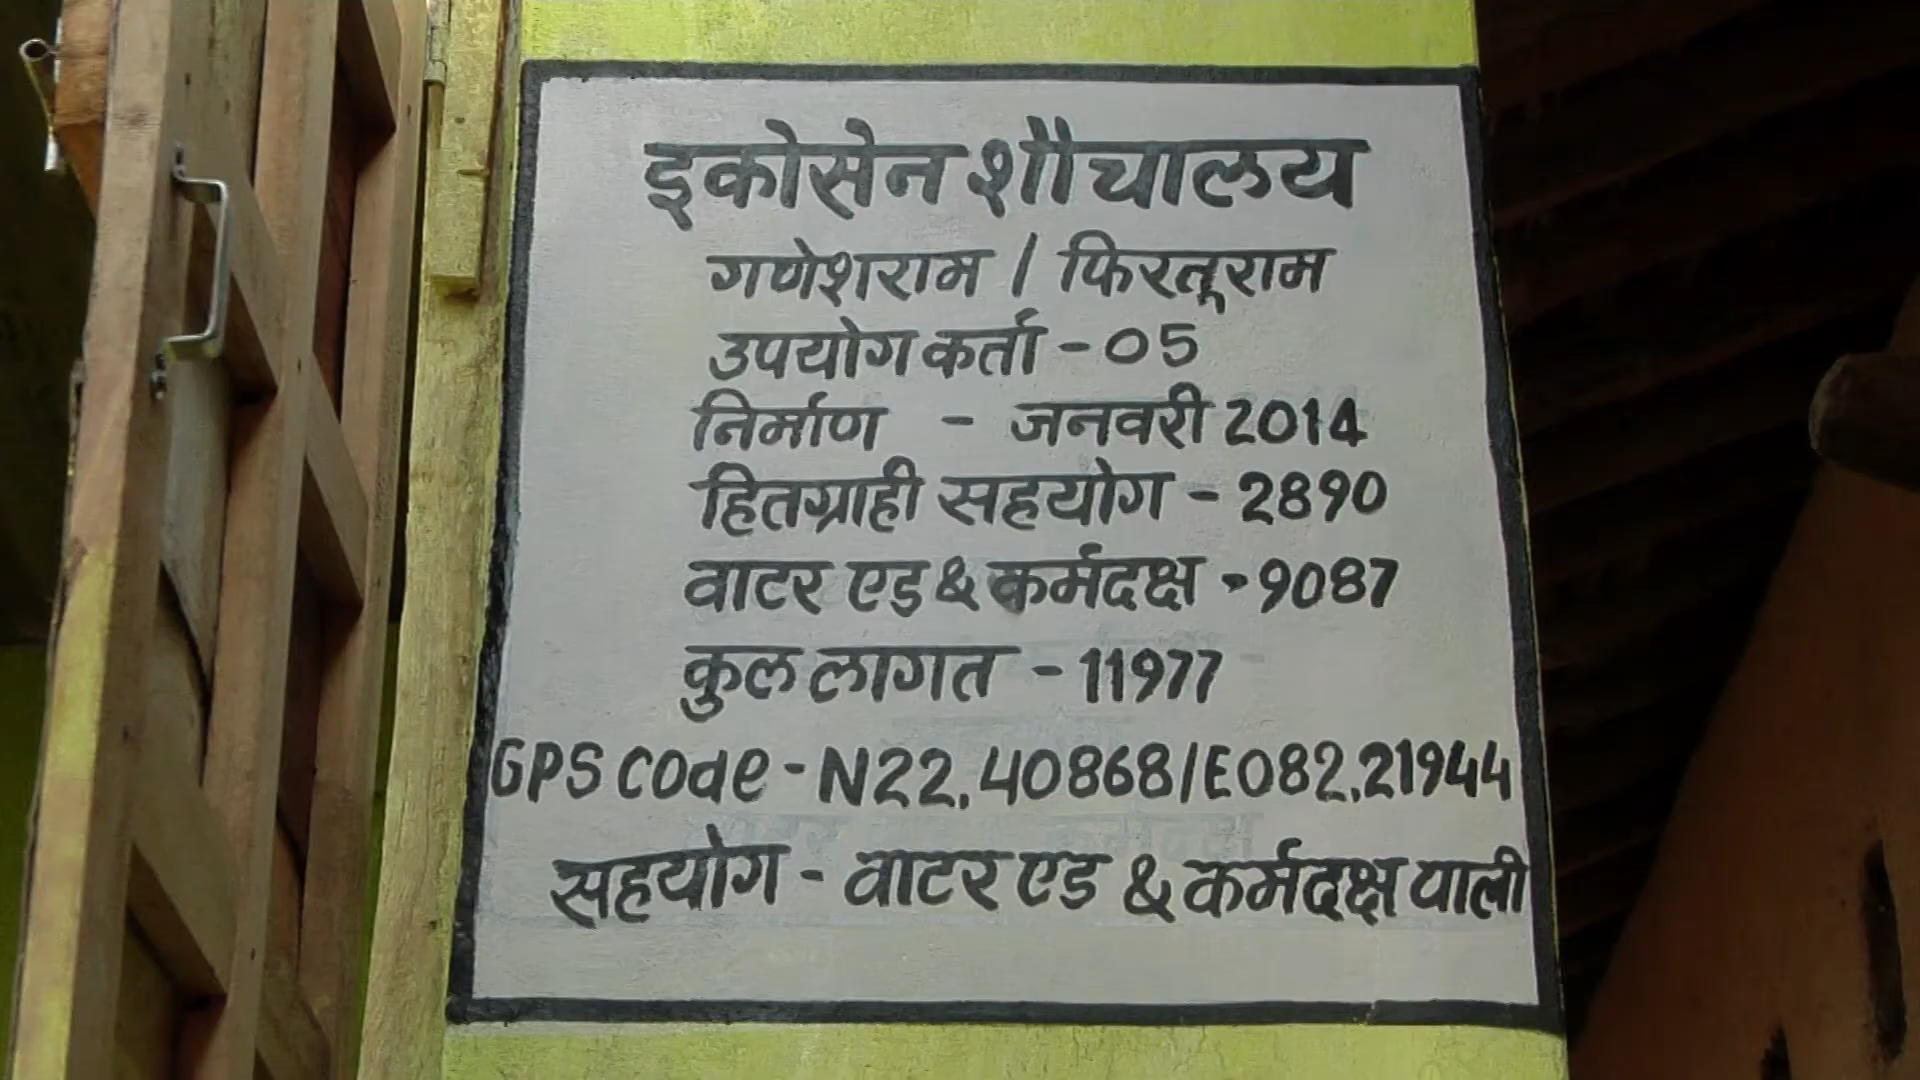 इकोसेन शौचालय
गणेशराम / फिरतूराम
उपयोग कर्ता - 05
निर्माण - जनवरी 2014
हितग्राही सहयोग - 2890
वाटर एड & कर्मदक्ष - 9087
कुल लागत - 11977
GPS Code - N22.40868/E082.21944
सहयोग - वाटर एड & कर्मदक्ष पाली